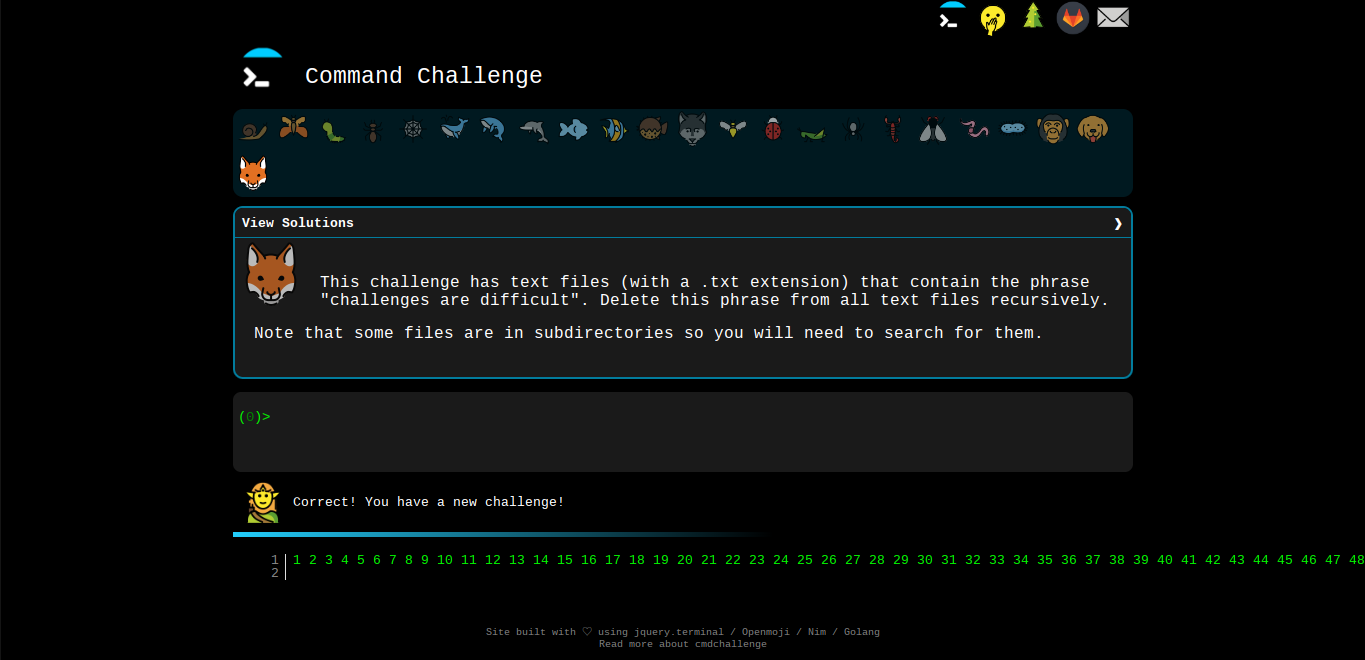 Command Challenge
View Solutions ❯
This challenge has text files (with a .txt extension) that contain the phrase
"challenges are difficult". Delete this phrase from all text files recursively.
Note that some files are in subdirectories so you will need to search for them.
(0)>
Correct! You have a new challenge!
1 1 2 3 4 5 6 7 8 9 10 11 12 13 14 15 16 17 18 19 20 21 22 23 24 25 26 27 28 29 30 31 32 33 34 35 36 37 38 39 40 41 42 43 44 45 46 47 48
2
Site built with ♡ using jquery.terminal / Openmoji / Nim / Golang
Read more about cmdchallenge